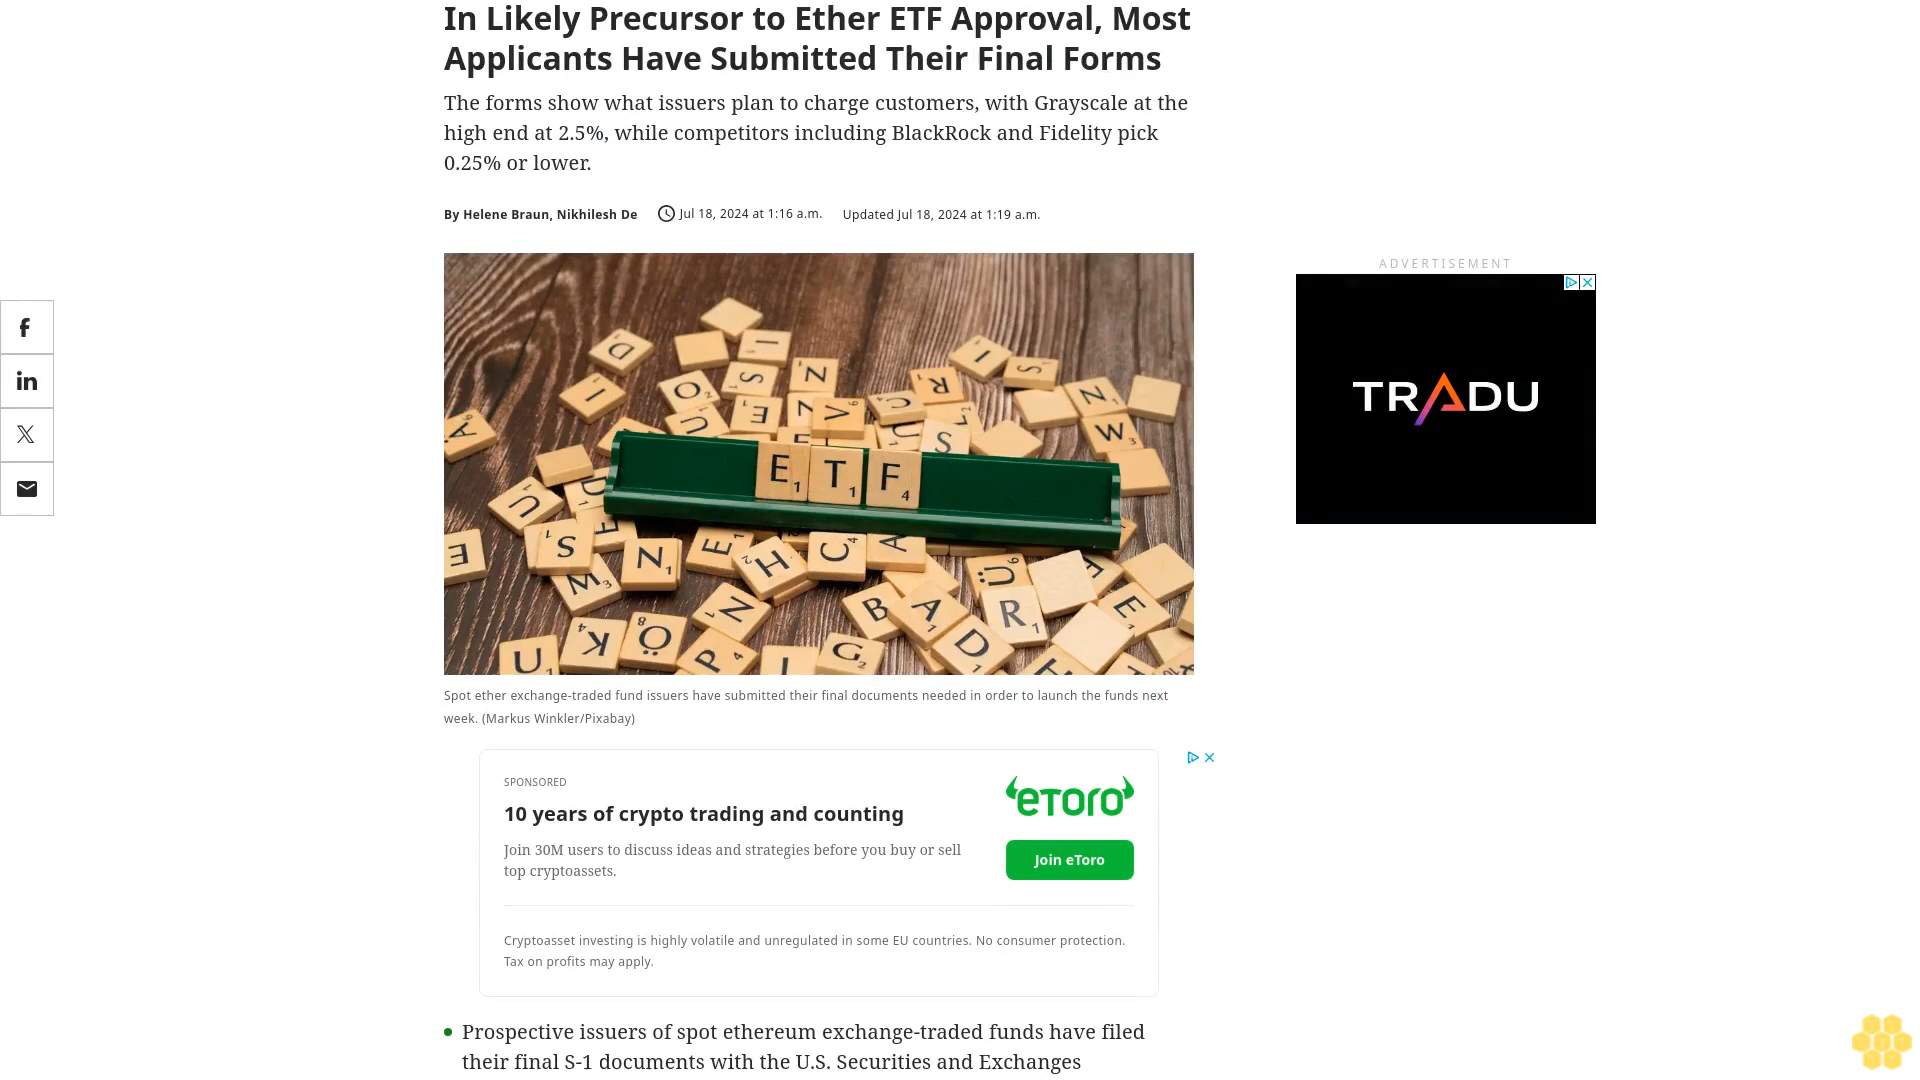 In Likely Precursor to Ether ETF Approval, Most
Applicants Have Submitted Their Final Forms
The forms show what issuers plan to charge customers, with Grayscale at the
high end at 2.5%, while competitors including BlackRock and Fidelity pick
0.25% or lower.
By Helene Braun, Nikhilesh De
Jul 18, 2024 at 1:16 a.m.
Updated Jul 18, 2024 at 1:19 a.m.
ADVERTISEMENT
TRADU
E1 T1 F4
Spot ether exchange-traded fund issuers have submitted their final documents needed in order to launch the funds next
week. (Markus Winkler/Pixabay)
SPONSORED
10 years of crypto trading and counting
Join 30M users to discuss ideas and strategies before you buy or sell
top cryptoassets.
eToro
Join eToro
Cryptoasset investing is highly volatile and unregulated in some EU countries. No consumer protection.
Tax on profits may apply.
Prospective issuers of spot ethereum exchange-traded funds have filed
their final S-1 documents with the U.S. Securities and Exchanges